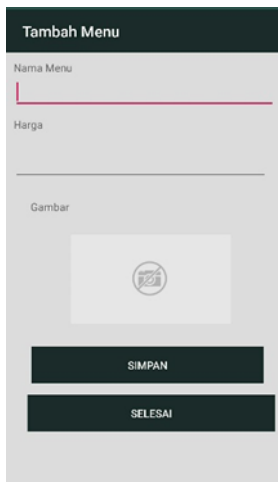 Tambah Menu
Nama Menu
Harga
Gambar
SIMPAN
SELESAI